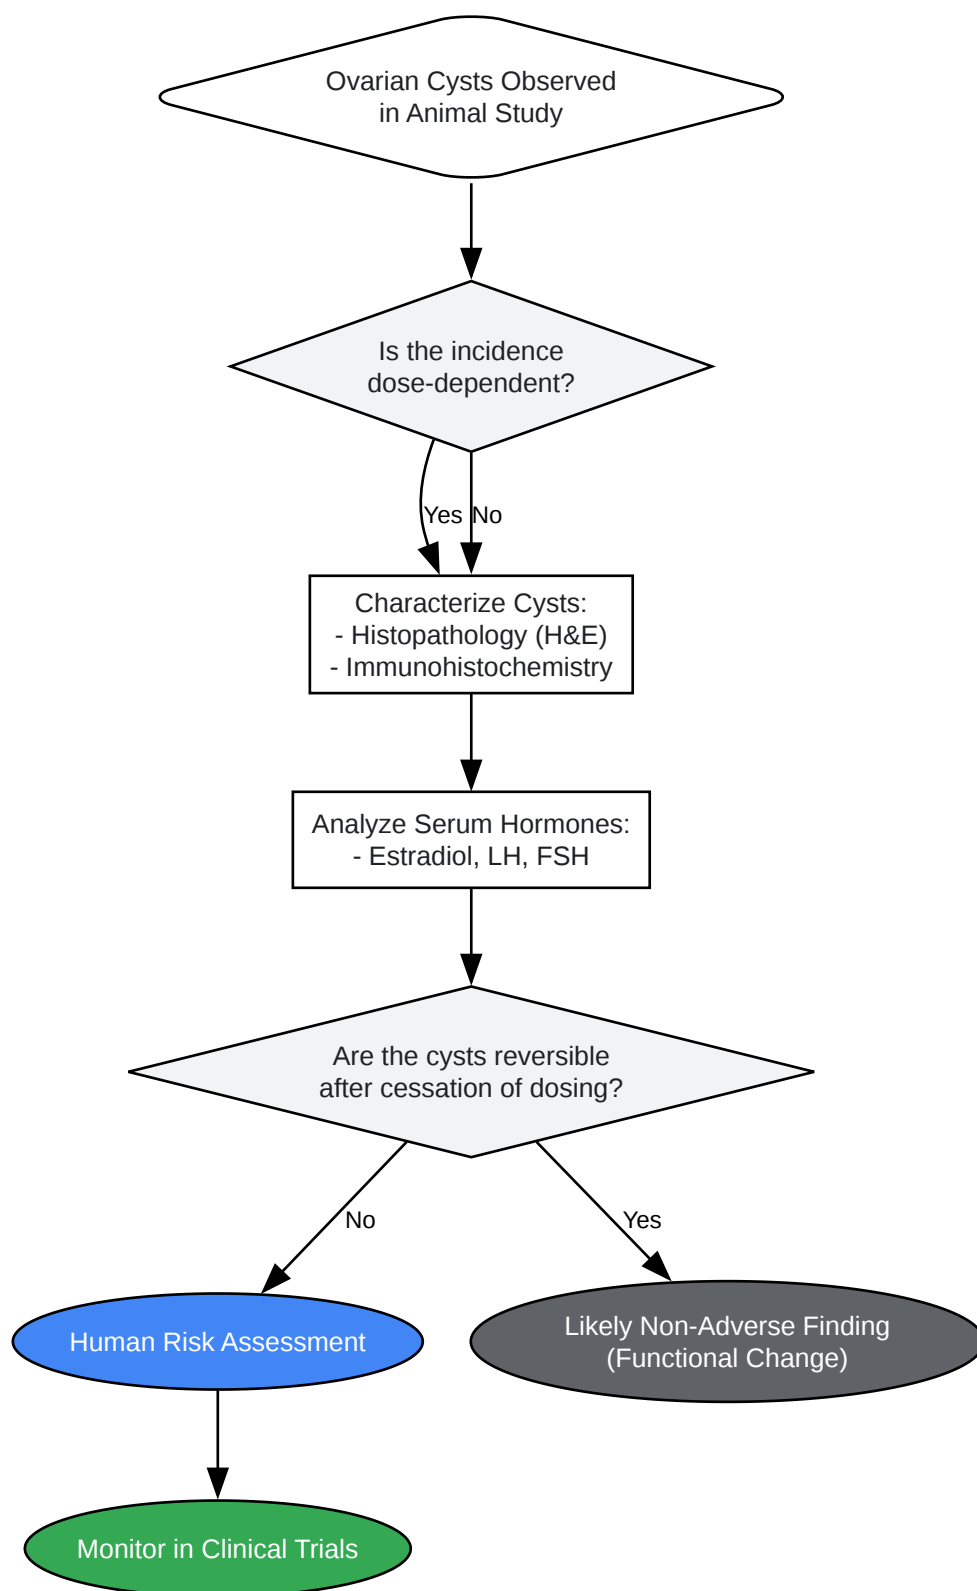 Ovarian Cysts Observed
in Animal Study
Is the incidence
dose-dependent?
Yes
No
Characterize Cysts:
- Histopathology (H&E)
- Immunohistochemistry
Analyze Serum Hormones:
- Estradiol, LH, FSH
Are the cysts reversible
after cessation of dosing?
No
Yes
Human Risk Assessment
Likely Non-Adverse Finding
(Functional Change)
Monitor in Clinical Trials